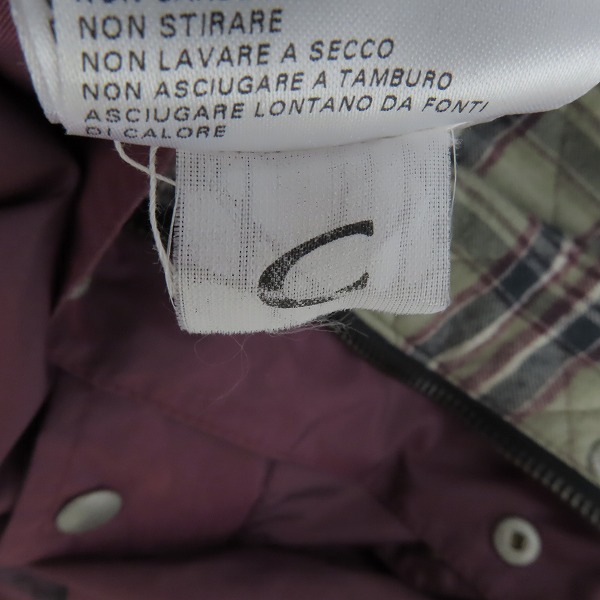 NON STIRARE
NON LAVARE A SECCO
NON ASCIUGARE A TAMBURO
ASCIUGARE LONTANO DA FONTI
DI CALORE
C